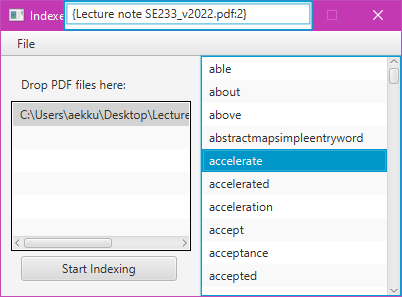 Indexe
{Lecture note SE233_v2022.pdf:2}
File
Drop PDF files here:
C:\Users\aekku\Desktop\Lecture
Start Indexing
able
about
above
abstractmapsimpleentryword
accelerate
accelerated
acceleration
accept
acceptance
accepted